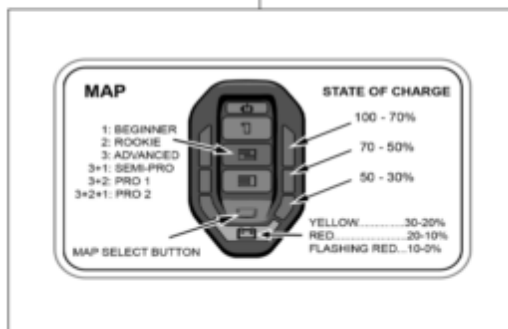 MAP
1: BEGINNER
2: ROOKIE
3: ADVANCED
3+1: SEMI-PRO
3+2: PRO 1
3+2+1: PRO 2
MAP SELECT BUTTON
STATE OF CHARGE
100 - 70%
70 - 50%
50 - 30%
YELLOW.............30-20%
RED....................20-10%
FLASHING RED...10-0%